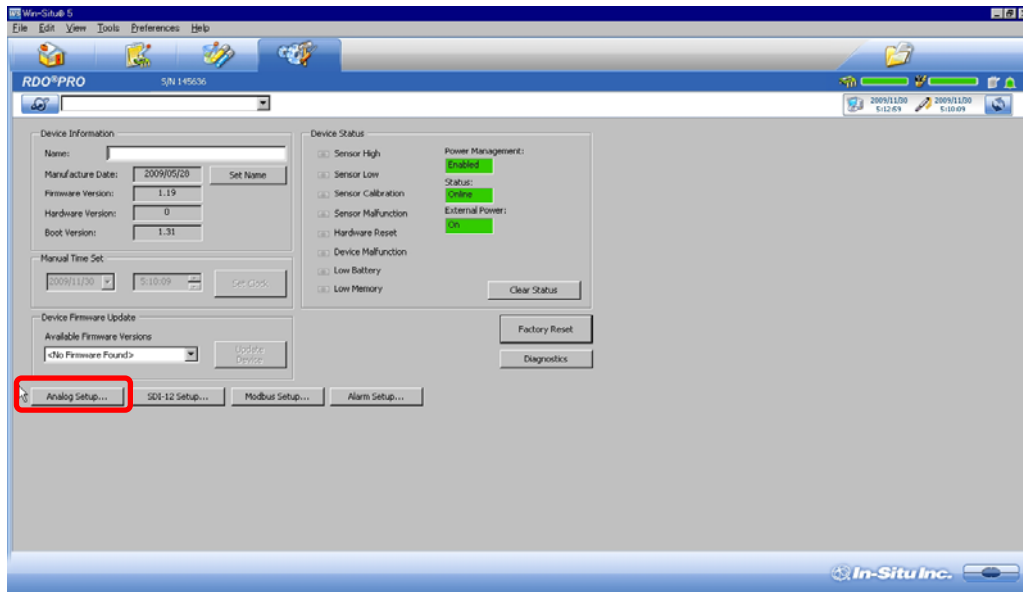 Win-Situ® 5
File Edit View Tools Preferences Help
RDO®PRO S/N 145636
2009/11/30 5:12:59 2009/11/30 5:10:09
Device Information
Name:
Manufacture Date: 2009/05/28 Set Name
Firmware Version: 1.19
Hardware Version: 0
Boot Version: 1.31
Manual Time Set
2009/11/30 5:10:09 Set Clock
Device Firmware Update
Available Firmware Versions
<No Firmware Found> Update Device
Device Status
Sensor High
Sensor Low
Sensor Calibration
Sensor Malfunction
Hardware Reset
Device Malfunction
Low Battery
Low Memory
Power Management:
Enabled
Status:
Online
External Power:
On
Clear Status
Factory Reset
Diagnostics
Analog Setup... SDI-12 Setup... Modbus Setup... Alarm Setup...
In-Situ Inc.